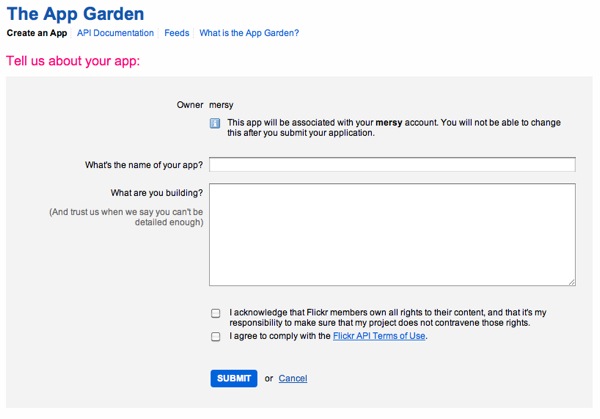 The App Garden
Create an App API Documentation Feeds What is the App Garden?
Tell us about your app:
Owner mersy
This app will be associated with your mersy account. You will not be able to change
this after you submit your application.
What's the name of your app?
What are you building?
(And trust us when we say you can't be
detailed enough)
I acknowledge that Flickr members own all rights to their content, and that it's my
responsibility to make sure that my project does not contravene those rights.
I agree to comply with the Flickr API Terms of Use.
SUBMIT or Cancel